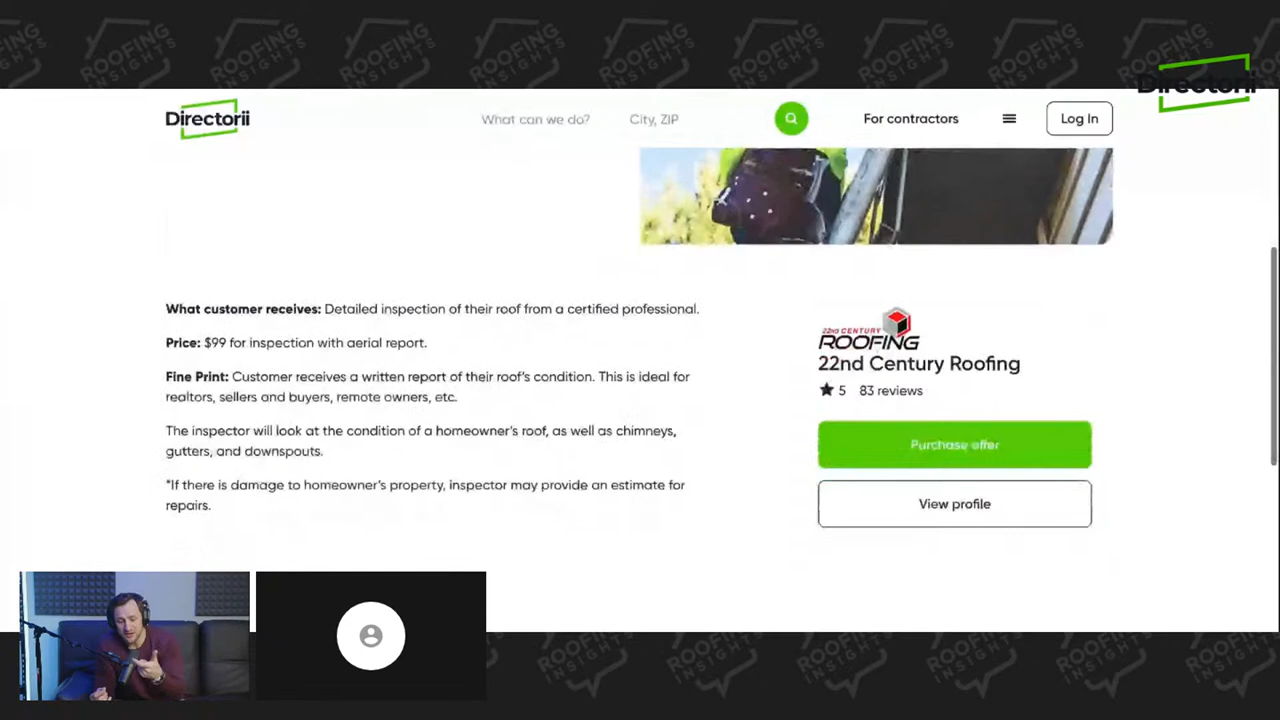 ROOFING INSIGHTS
Directorii
Directorii
What can we do?
City, ZIP
For contractors
Log In
What customer receives: Detailed inspection of their roof from a certified professional.
Price: $99 for inspection with aerial report.
Fine Print: Customer receives a written report of their roof's condition. This is ideal for
realtors, sellers and buyers, remote owners, etc.
The inspector will look at the condition of a homeowner's roof, as well as chimneys,
gutters, and downspouts.
*If there is damage to homeowner's property, inspector may provide an estimate for
repairs.
22ND CENTURY
ROOFING
22nd Century Roofing
5 83 reviews
Purchase offer
View profile